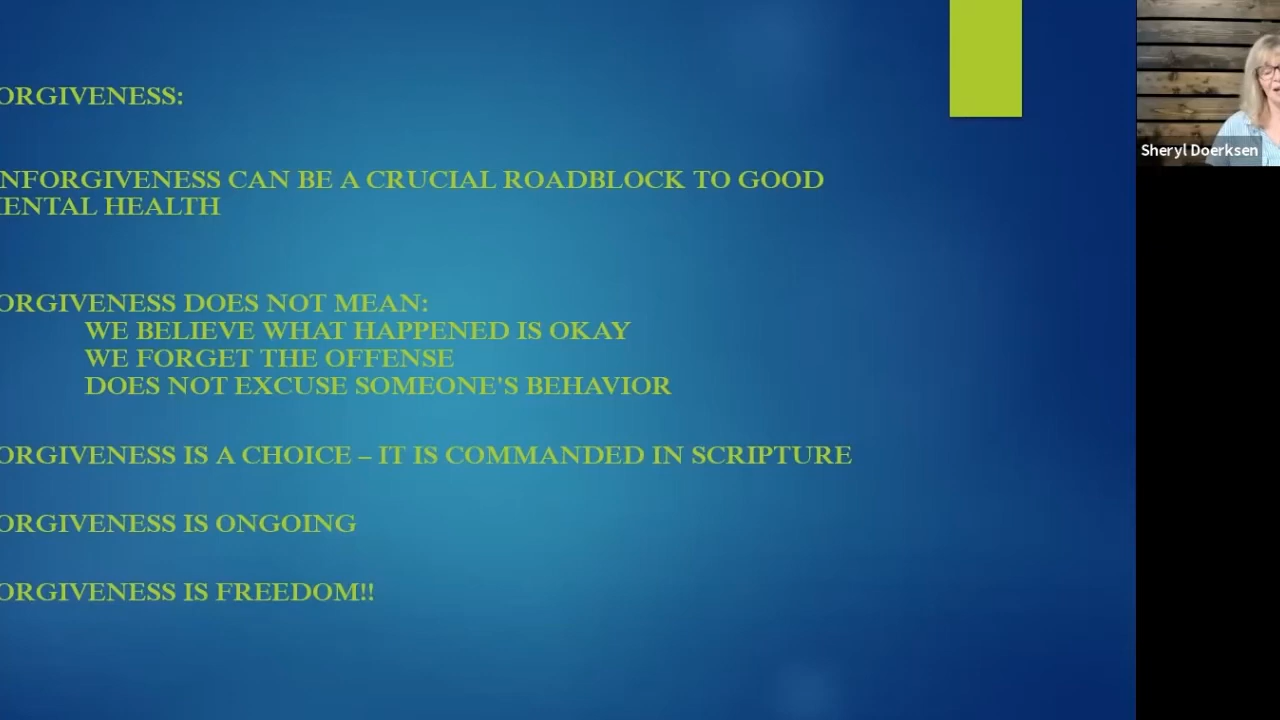 ORGIVENESS:
NFORGIVENESS CAN BE A CRUCIAL ROADBLOCK TO GOOD
ENTAL HEALTH
ORGIVENESS DOES NOT MEAN:
WE BELIEVE WHAT HAPPENED IS OKAY
WE FORGET THE OFFENSE
DOES NOT EXCUSE SOMEONE'S BEHAVIOR
ORGIVENESS IS A CHOICE – IT IS COMMANDED IN SCRIPTURE
ORGIVENESS IS ONGOING
ORGIVENESS IS FREEDOM!!
Sheryl Doerksen